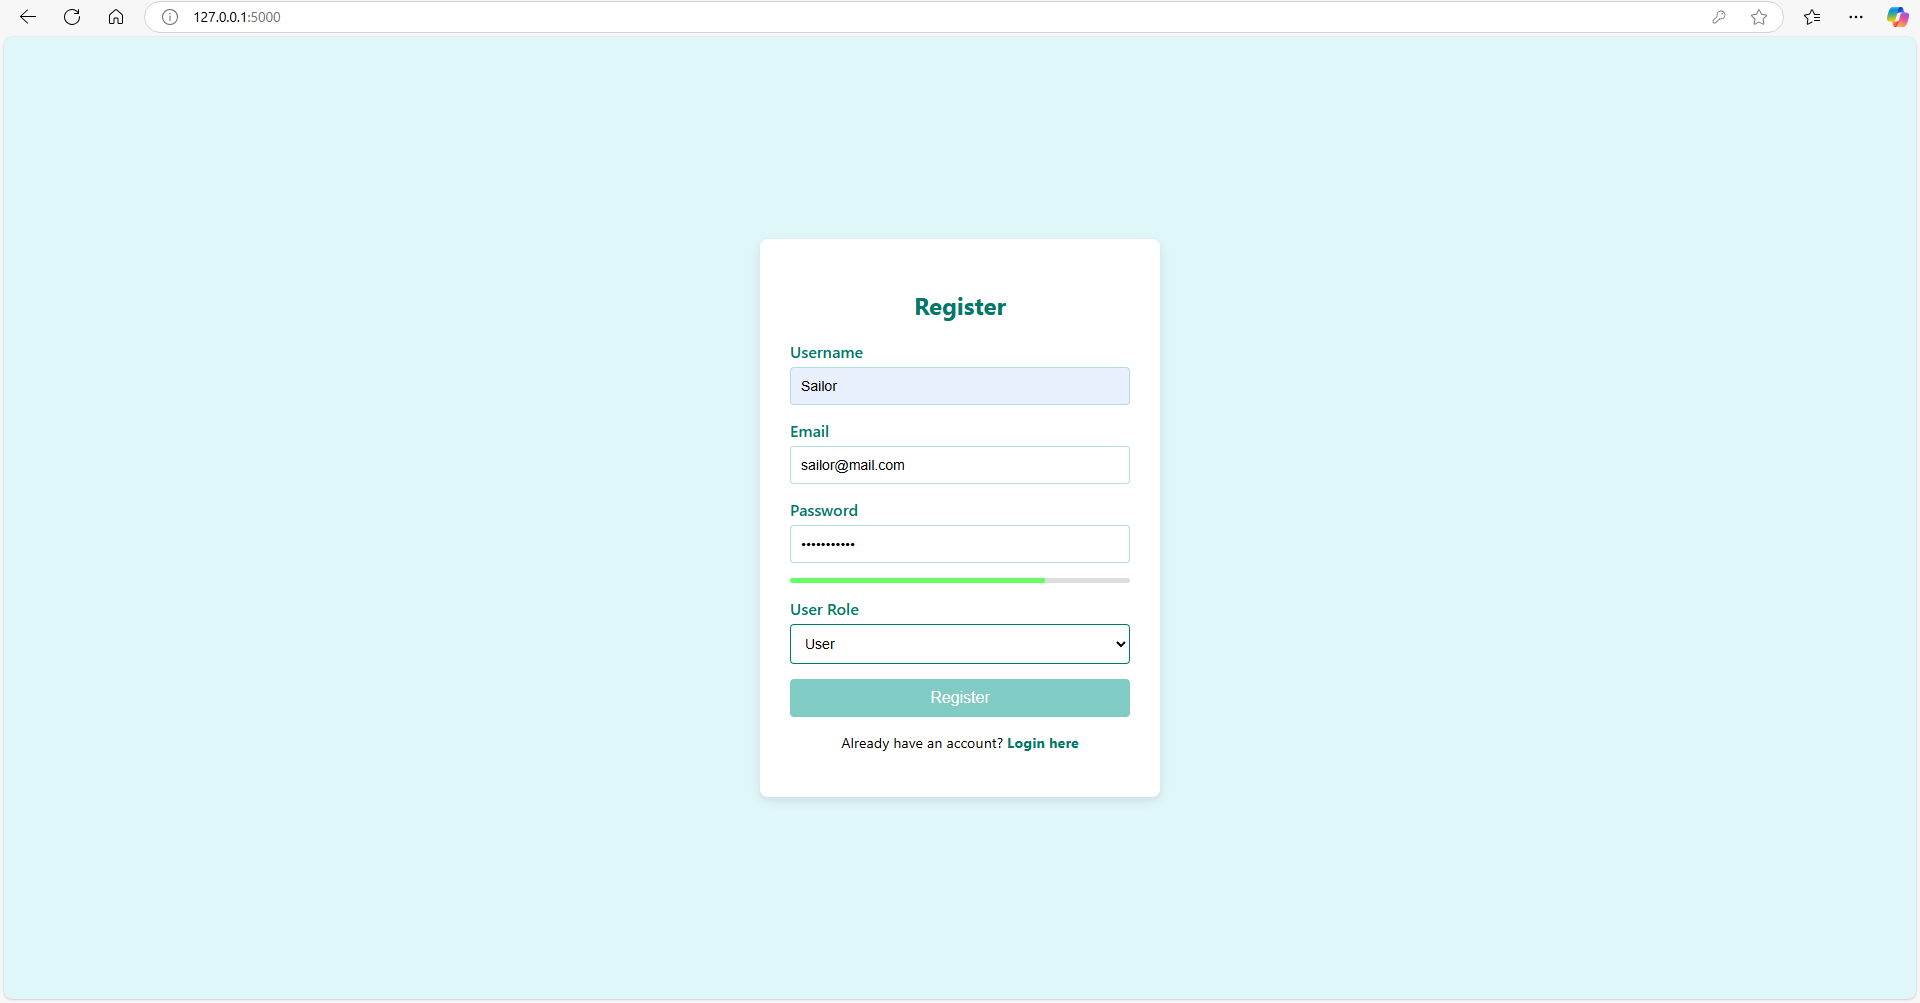 127.0.0.1:5000
Register
Username
Sailor
Email
sailor@mail.com
Password
•••••••••••
User Role
User
Register
Already have an account? Login here